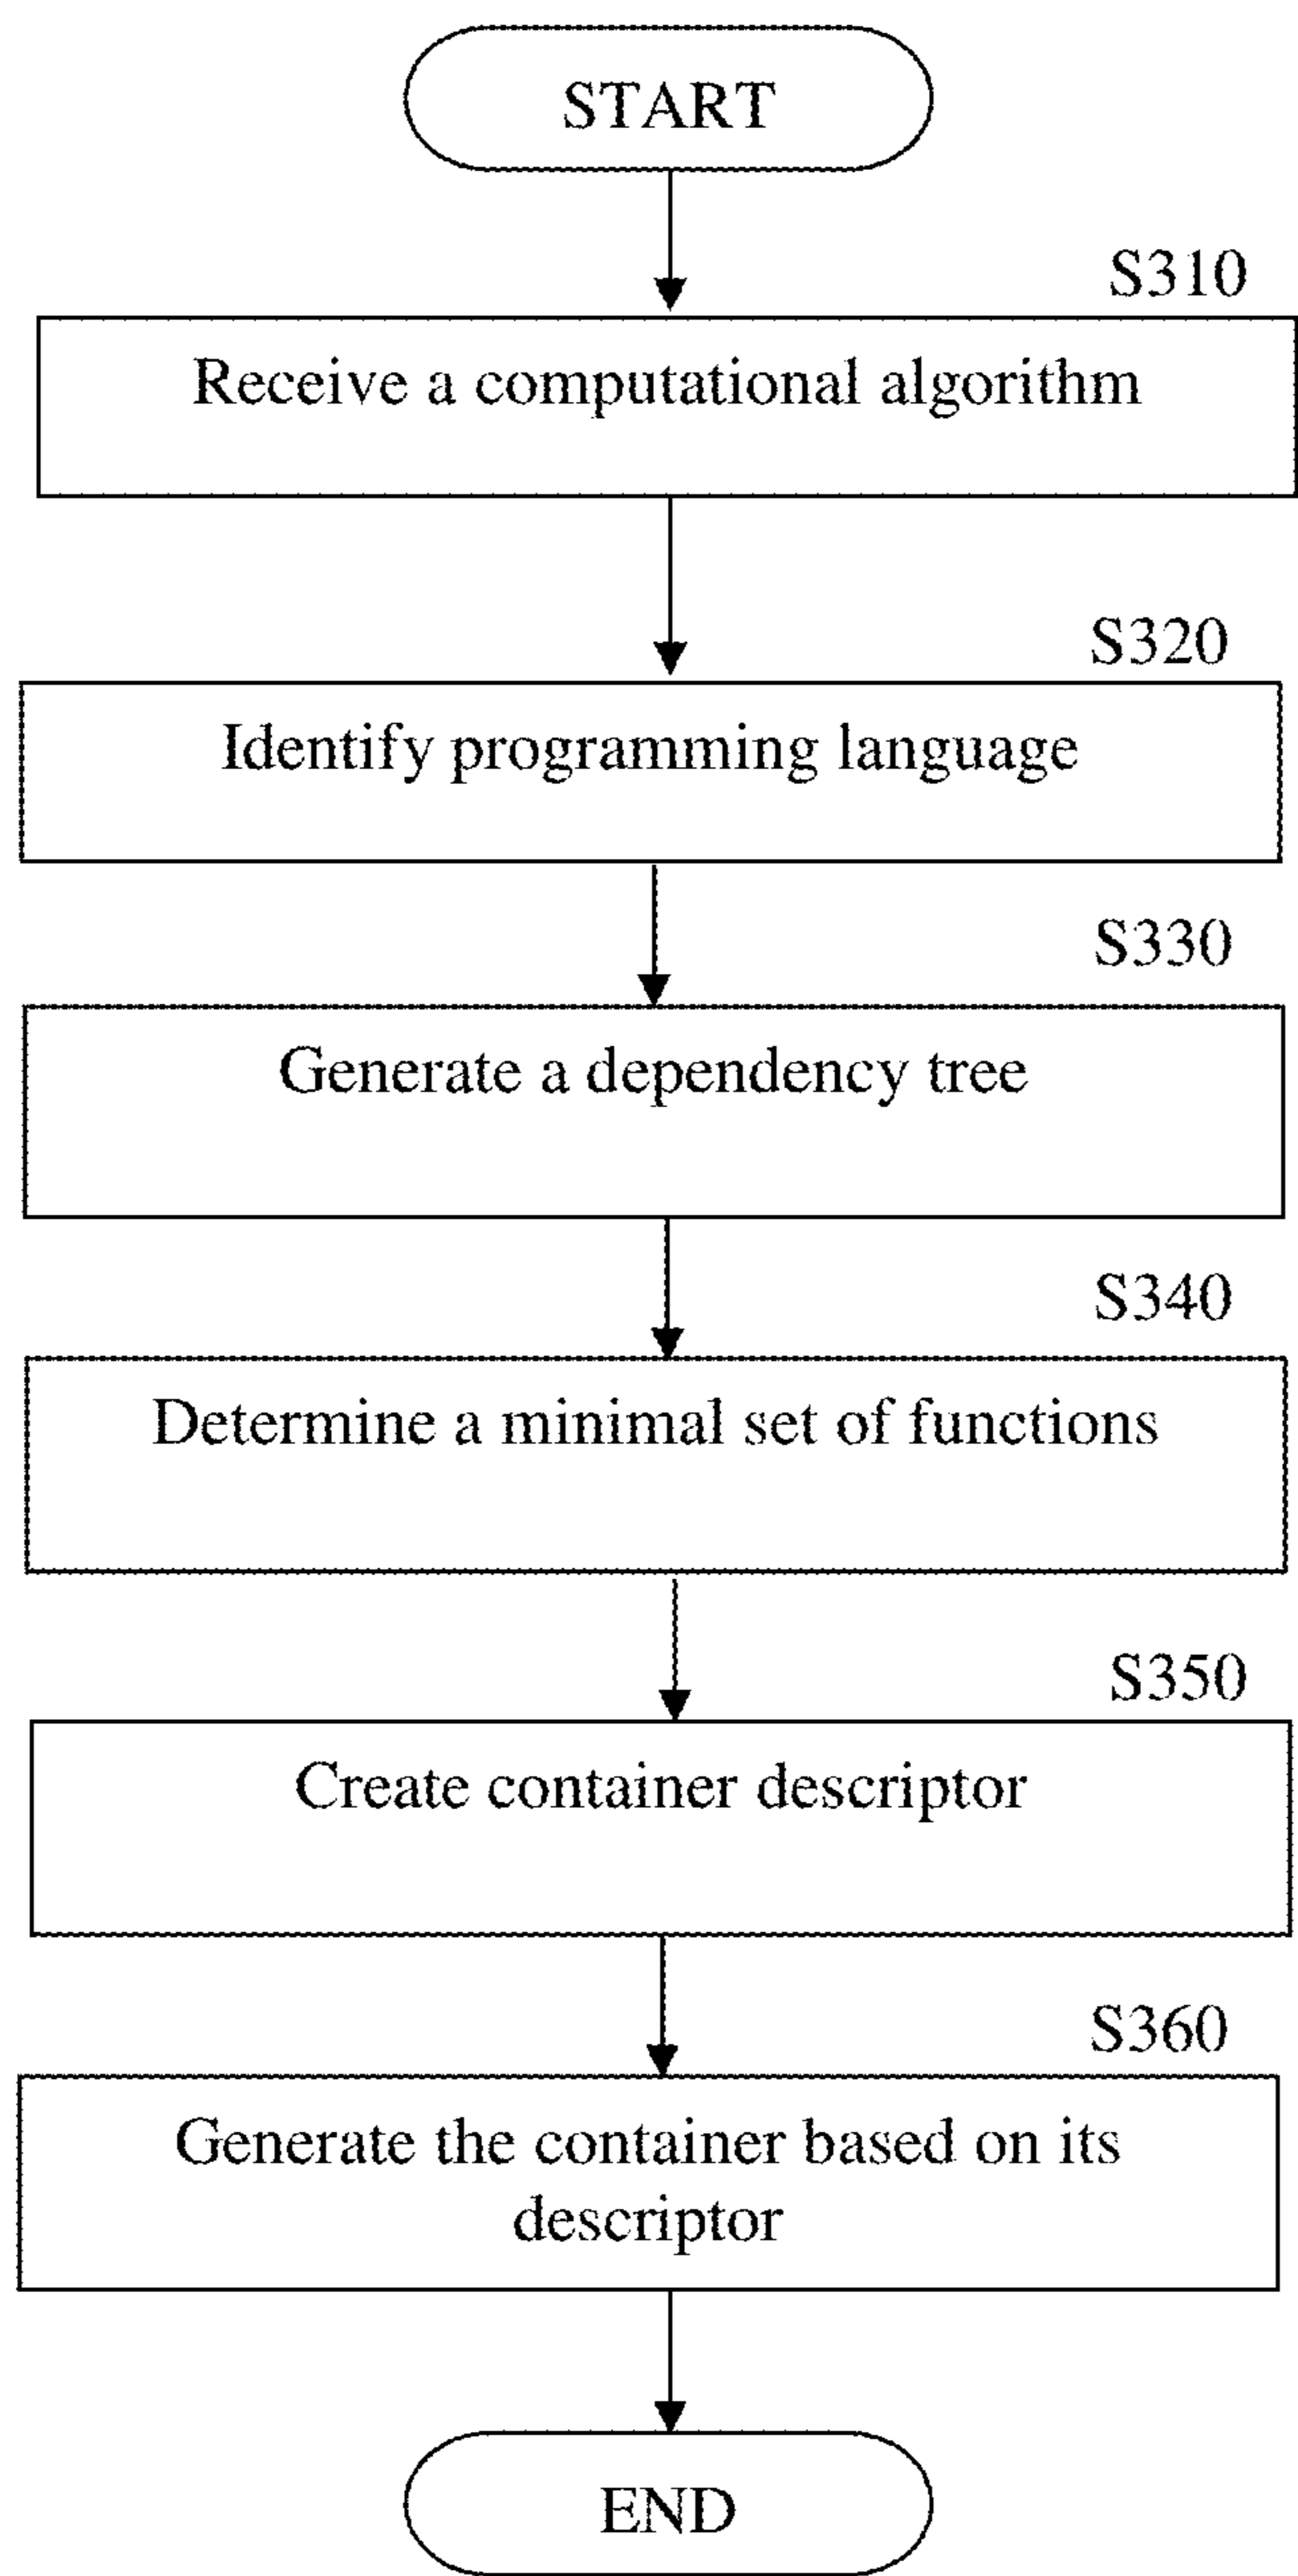 START
S310
Receive a computational algorithm
S320
Identify programming language
S330
Generate a dependency tree
S340
Determine a minimal set of functions
S350
Create container descriptor
S360
Generate the container based on its
descriptor
END